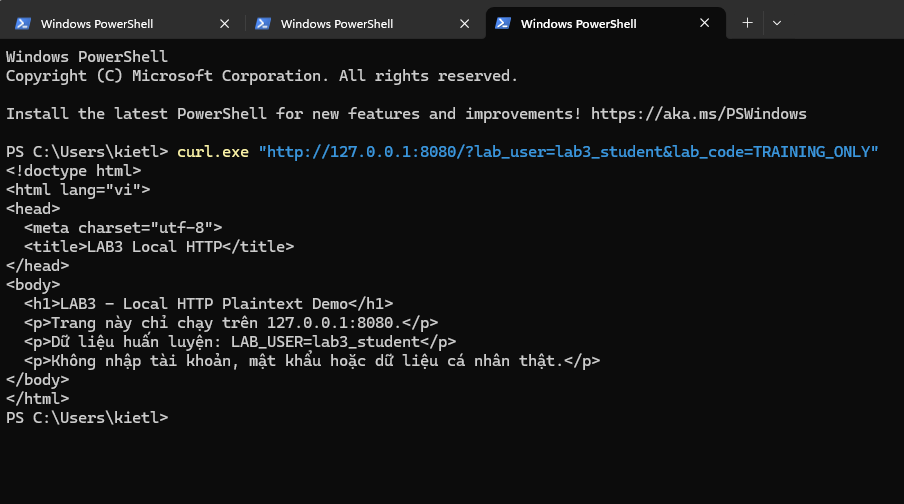 Windows PowerShell
Windows PowerShell
Windows PowerShell
Windows PowerShell
Copyright (C) Microsoft Corporation. All rights reserved.
Install the latest PowerShell for new features and improvements! https://aka.ms/PSWindows
PS C:\Users\kietl> curl.exe "http://127.0.0.1:8080/?lab_user=lab3_student&lab_code=TRAINING_ONLY"
<!doctype html>
<html lang="vi">
<head>
  <meta charset="utf-8">
  <title>LAB3 Local HTTP</title>
</head>
<body>
  <h1>LAB3 - Local HTTP Plaintext Demo</h1>
  <p>Trang này chỉ chạy trên 127.0.0.1:8080.</p>
  <p>Dữ liệu huấn luyện: LAB_USER=lab3_student</p>
  <p>Không nhập tài khoản, mật khẩu hoặc dữ liệu cá nhân thật.</p>
</body>
</html>
PS C:\Users\kietl>